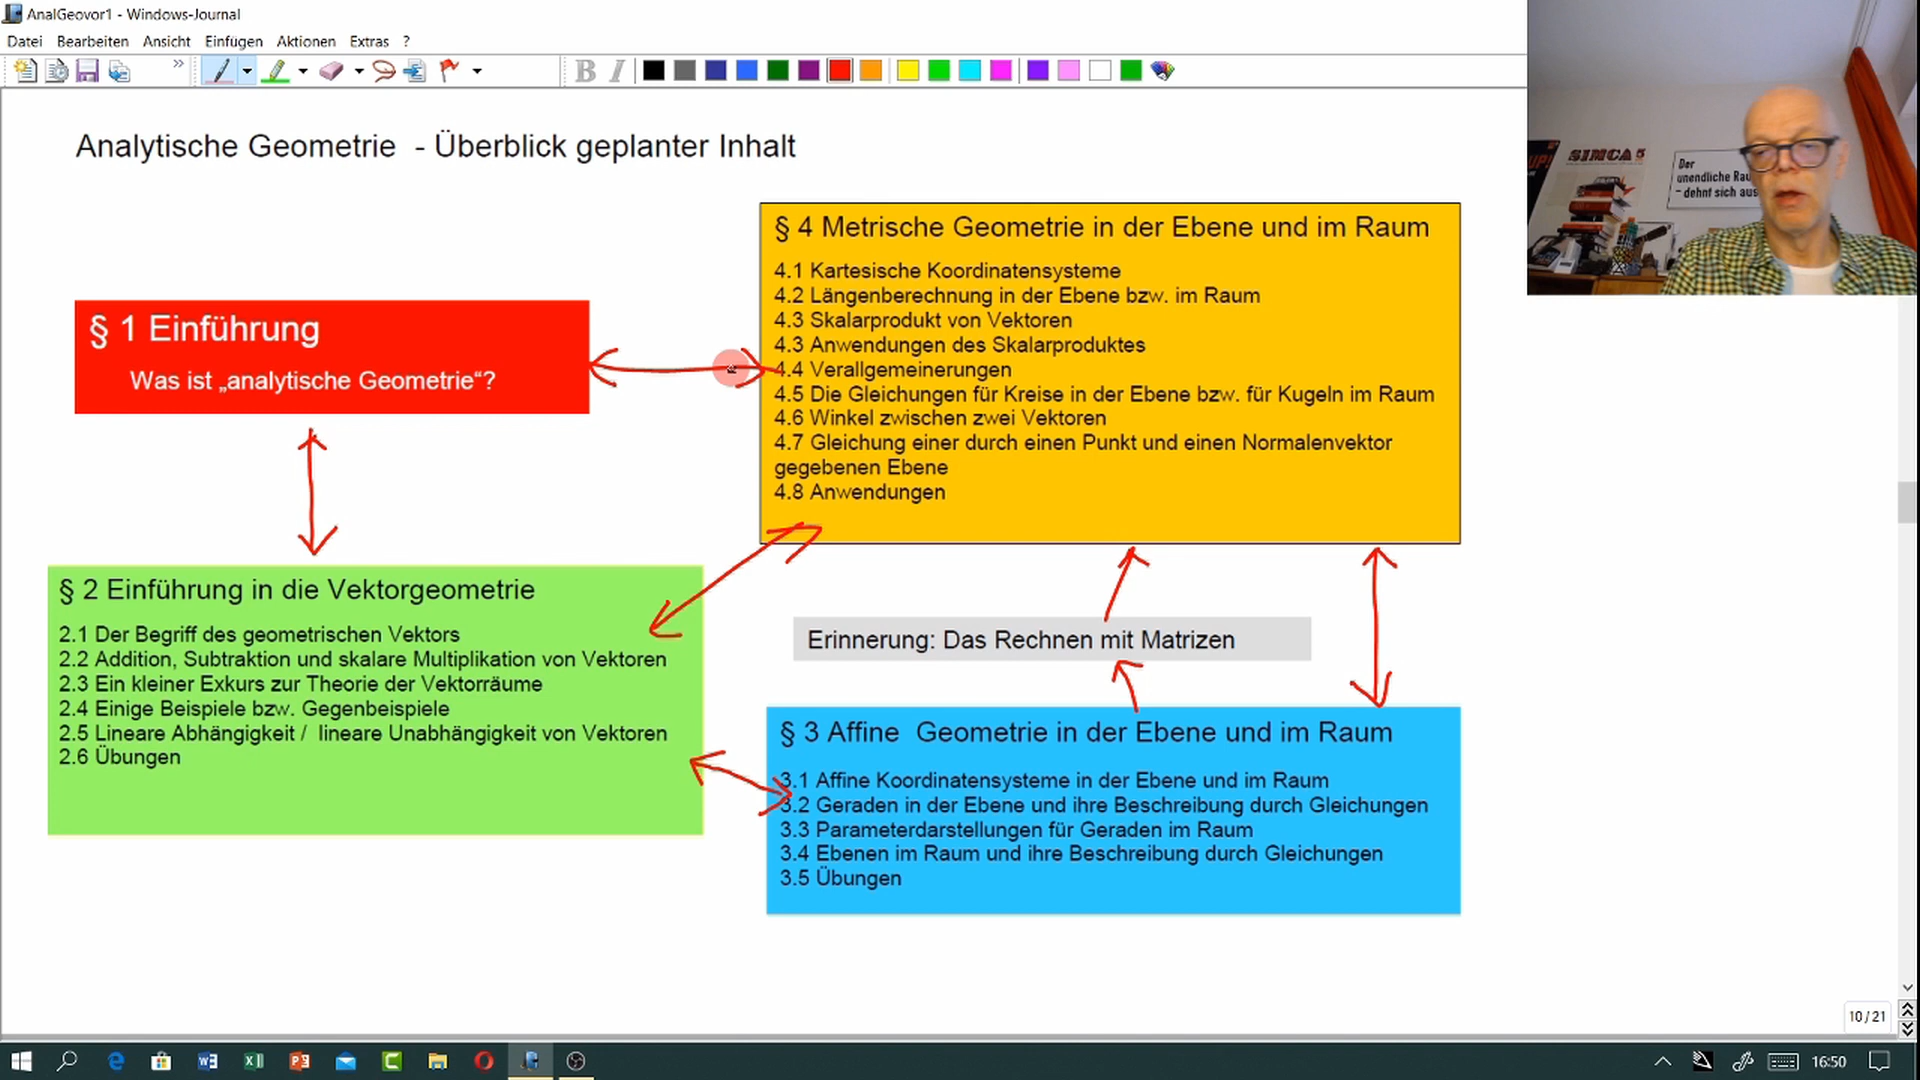 AnalGeovor1 - Windows-Journal
Datei Bearbeiten Ansicht Einfügen Aktionen Extras ?
B I
Analytische Geometrie - Überblick geplanter Inhalt
§ 1 Einführung
Was ist „analytische Geometrie“?
§ 4 Metrische Geometrie in der Ebene und im Raum
4.1 Kartesische Koordinatensysteme
4.2 Längenberechnung in der Ebene bzw. im Raum
4.3 Skalarprodukt von Vektoren
4.3 Anwendungen des Skalarproduktes
4.4 Verallgemeinerungen
4.5 Die Gleichungen für Kreise in der Ebene bzw. für Kugeln im Raum
4.6 Winkel zwischen zwei Vektoren
4.7 Gleichung einer durch einen Punkt und einen Normalenvektor
gegebenen Ebene
4.8 Anwendungen
§ 2 Einführung in die Vektorgeometrie
2.1 Der Begriff des geometrischen Vektors
2.2 Addition, Subtraktion und skalare Multiplikation von Vektoren
2.3 Ein kleiner Exkurs zur Theorie der Vektorräume
2.4 Einige Beispiele bzw. Gegenbeispiele
2.5 Lineare Abhängigkeit / lineare Unabhängigkeit von Vektoren
2.6 Übungen
Erinnerung: Das Rechnen mit Matrizen
§ 3 Affine Geometrie in der Ebene und im Raum
3.1 Affine Koordinatensysteme in der Ebene und im Raum
3.2 Geraden in der Ebene und ihre Beschreibung durch Gleichungen
3.3 Parameterdarstellungen für Geraden im Raum
3.4 Ebenen im Raum und ihre Beschreibung durch Gleichungen
3.5 Übungen
SIMCA 5
Der
unendliche
dehnt sich
10 / 21
16:50